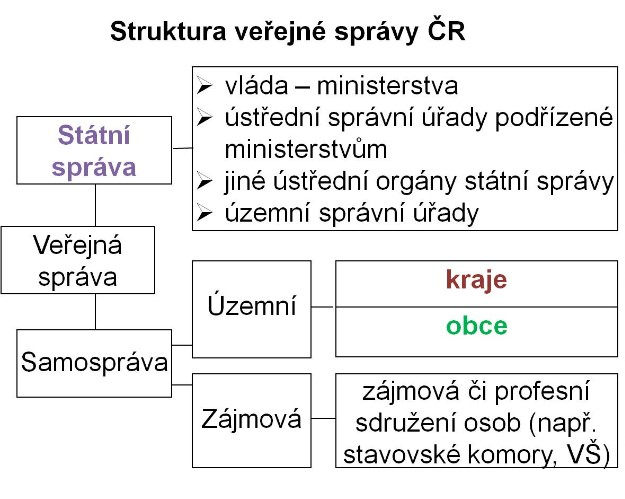 Struktura veřejné správy ČR
Státní
správa
➢ vláda – ministerstva
➢ ústřední správní úřady podřízené
ministerstvům
➢ jiné ústřední orgány státní správy
➢ územní správní úřady
Veřejná
správa
Samospráva
Územní
kraje
obce
Zájmová
zájmová či profesní
sdružení osob (např.
stavovské komory, VŠ)